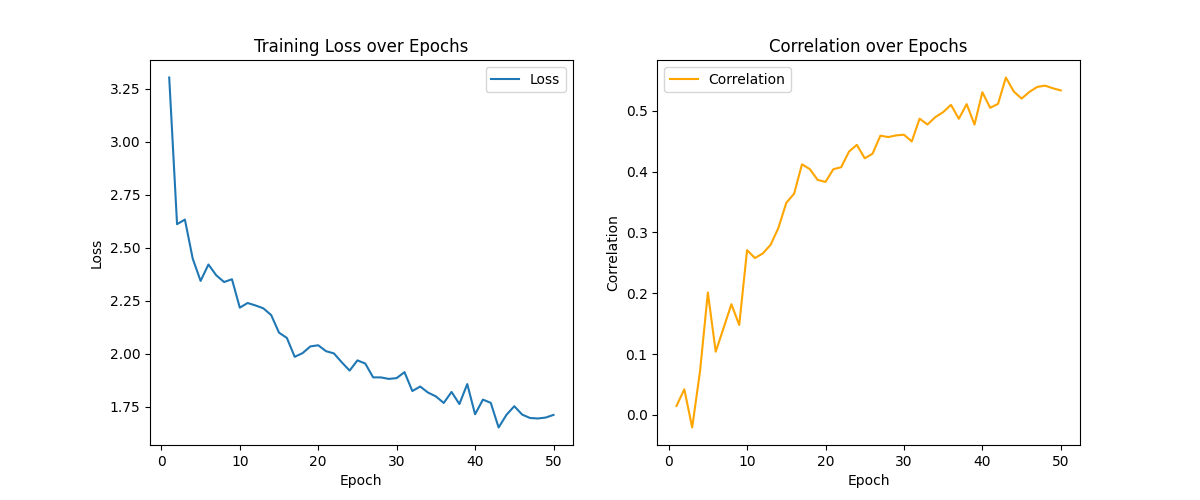 Training Loss over Epochs
Loss
3.25
3.00
2.75
2.50
2.25
2.00
1.75
Loss
0 10 20 30 40 50
Epoch
Correlation over Epochs
Correlation
0.5
0.4
0.3
0.2
0.1
0.0
Correlation
0 10 20 30 40 50
Epoch